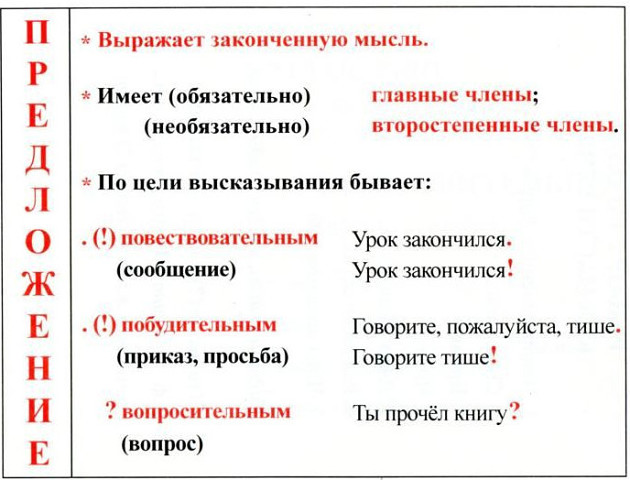 ПРЕДЛОЖЕНИЕ
* Выражает законченную мысль.
* Имеет (обязательно) главные члены;
(необязательно) второстепенные члены.
* По цели высказывания бывает:
. (!) повествовательным Урок закончился.
(сообщение) Урок закончился!
. (!) побудительным Говорите, пожалуйста, тише.
(приказ, просьба) Говорите тише!
? вопросительным Ты прочёл книгу?
(вопрос)